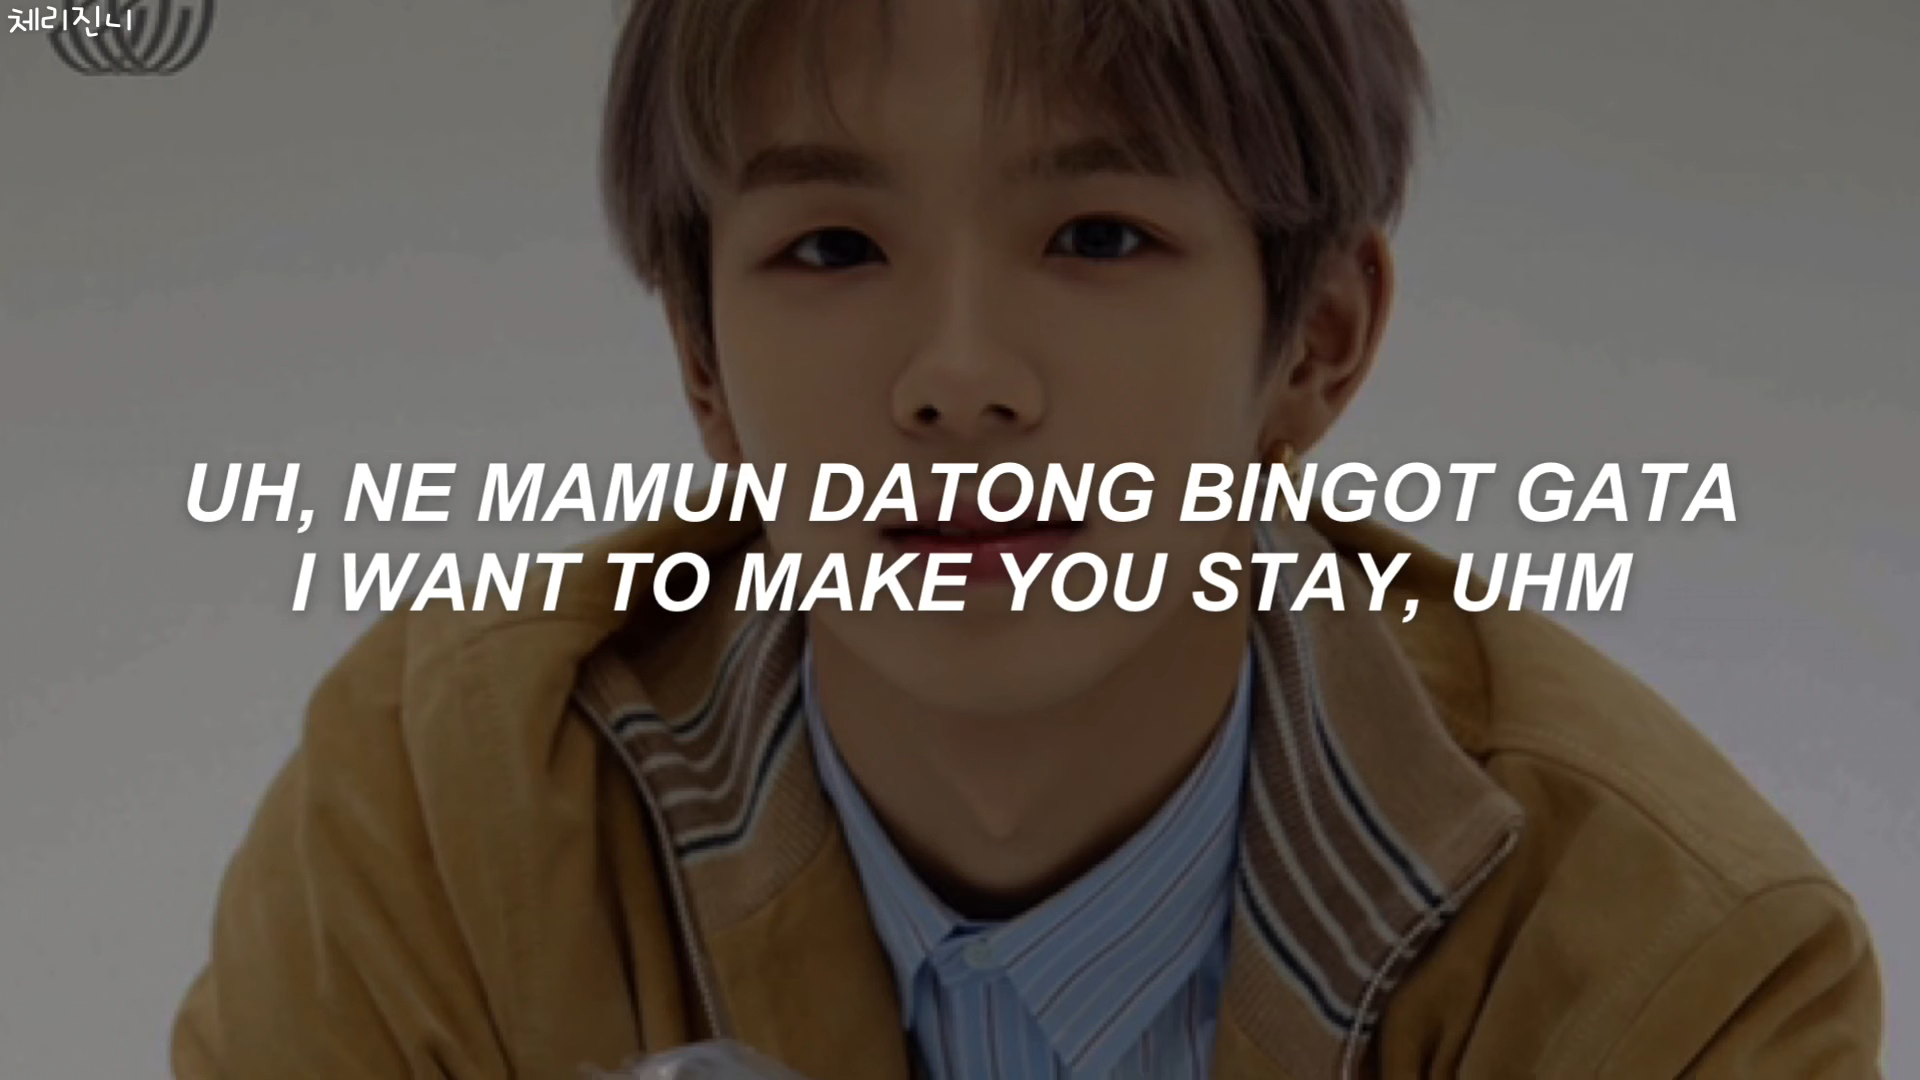 체리진니
UH, NE MAMUN DATONG BINGOT GATA
I WANT TO MAKE YOU STAY, UHM